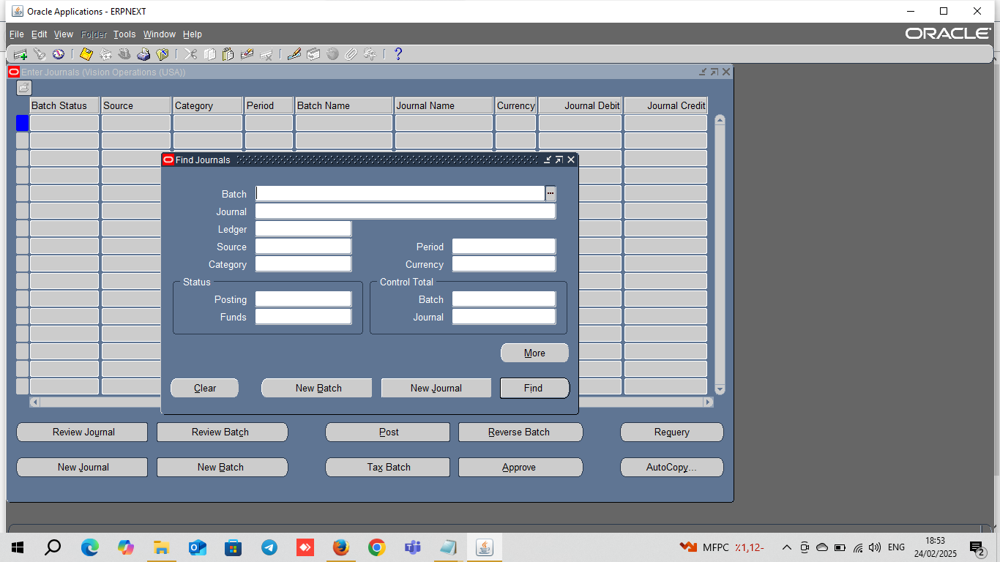 Oracle Applications - ERPNEXT
File Edit View Folder Tools Window Help
ORACLE
Enter Journals (Vision Operations (USA))
Batch Status Source Category Period Batch Name Journal Name Currency Journal Debit Journal Credit
Find Journals
Batch
Journal
Ledger
Source Period
Category Currency
Status Control Total
Posting Batch
Funds Journal
More
Clear New Batch New Journal Find
Review Journal Review Batch Post Reverse Batch Requery
New Journal New Batch Tax Batch Approve AutoCopy...
MFPC ٪1,12- ENG 18:53
24/02/2025 2